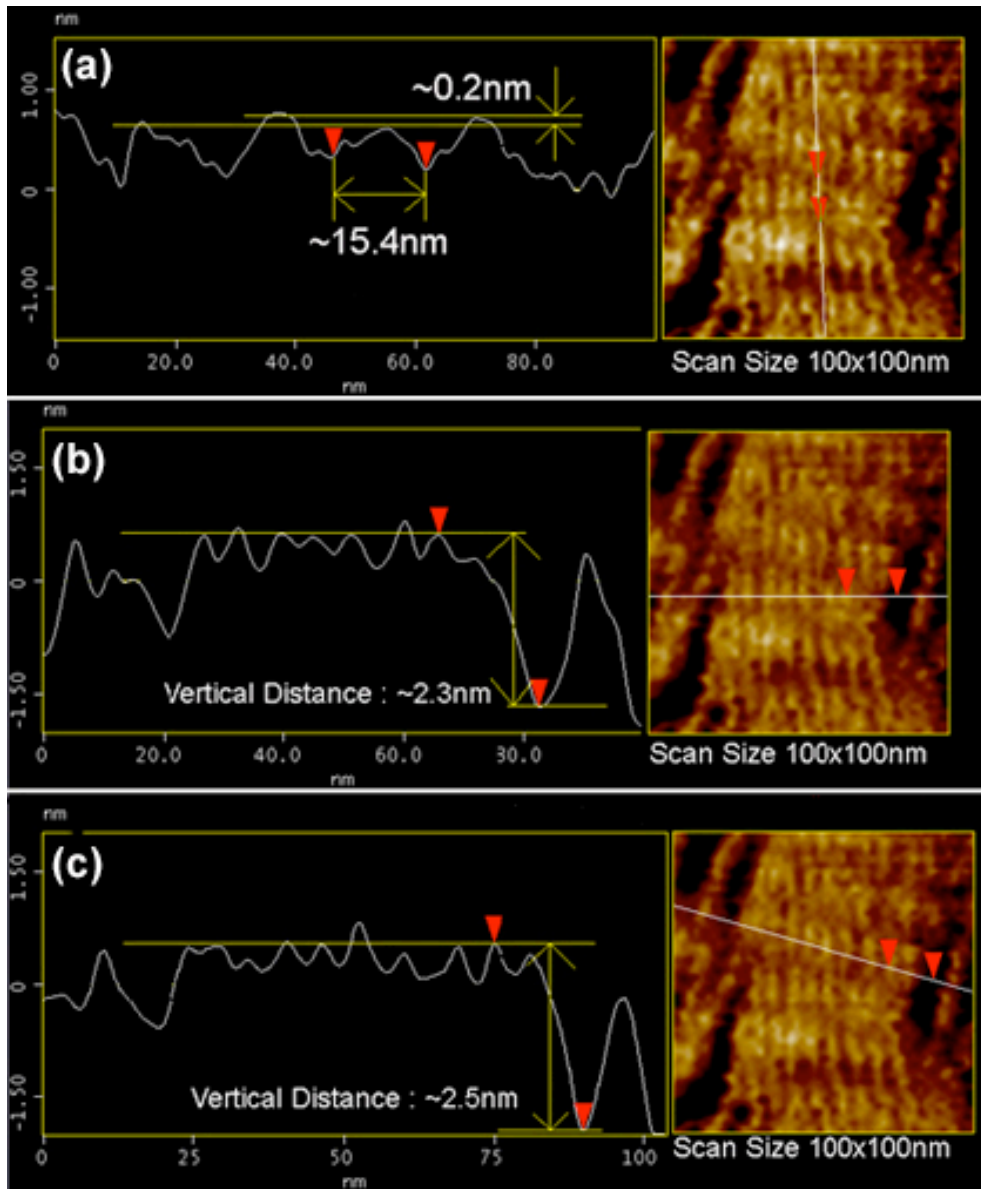 nm
(a)
1.00
0
-1.00
~0.2nm
~15.4nm
0
20.0
40.0
60.0
80.0
nm
Scan Size 100x100nm
nm
(b)
1.50
0
-1.50
Vertical Distance : ~2.3nm
0
20.0
40.0
60.0
80.0
nm
Scan Size 100x100nm
nm
(c)
1.50
0
-1.50
Vertical Distance : ~2.5nm
0
25
50
75
100
nm
Scan Size 100x100nm